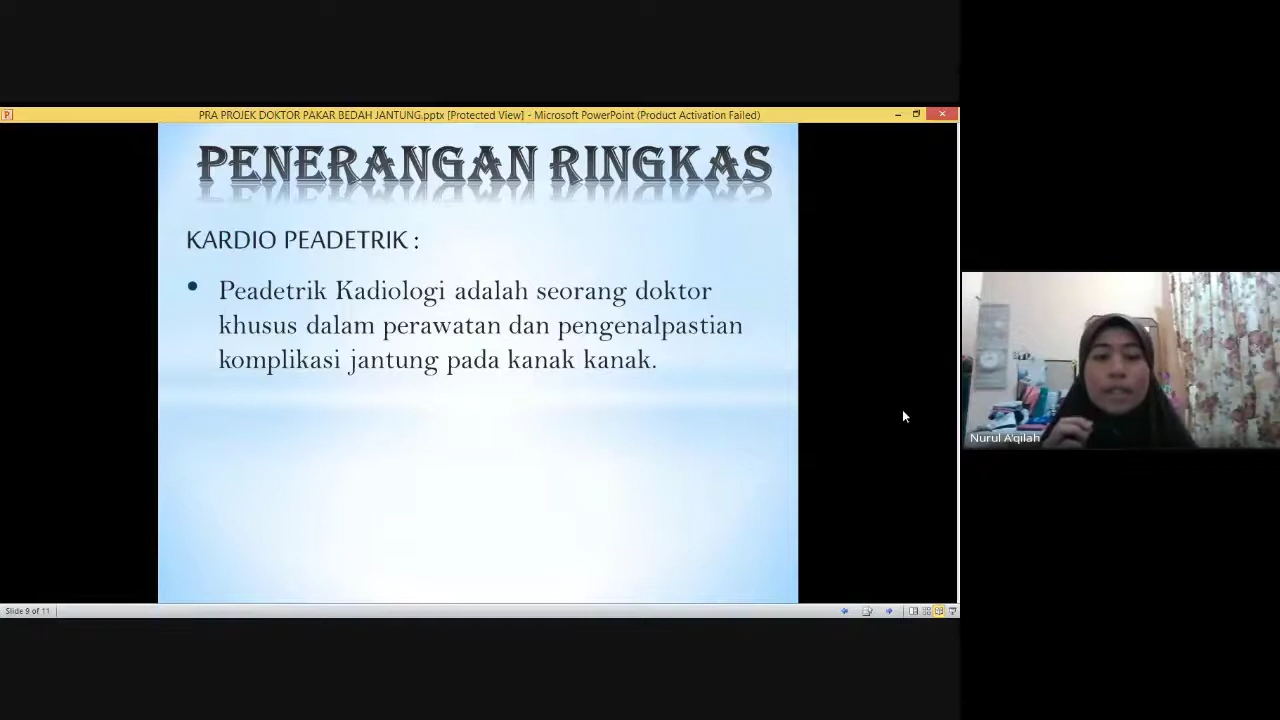 PRA PROJEK DOKTOR PAKAR BEDAH JANTUNG.pptx [Protected View] - Microsoft PowerPoint (Product Activation Failed)
PENERANGAN RINGKAS
KARDIO PEADETRIK :
• Peadetrik Kadiologi adalah seorang doktor
khusus dalam perawatan dan pengenalpastian
komplikasi jantung pada kanak kanak.
Nurul A'qilah
Slide 9 of 11